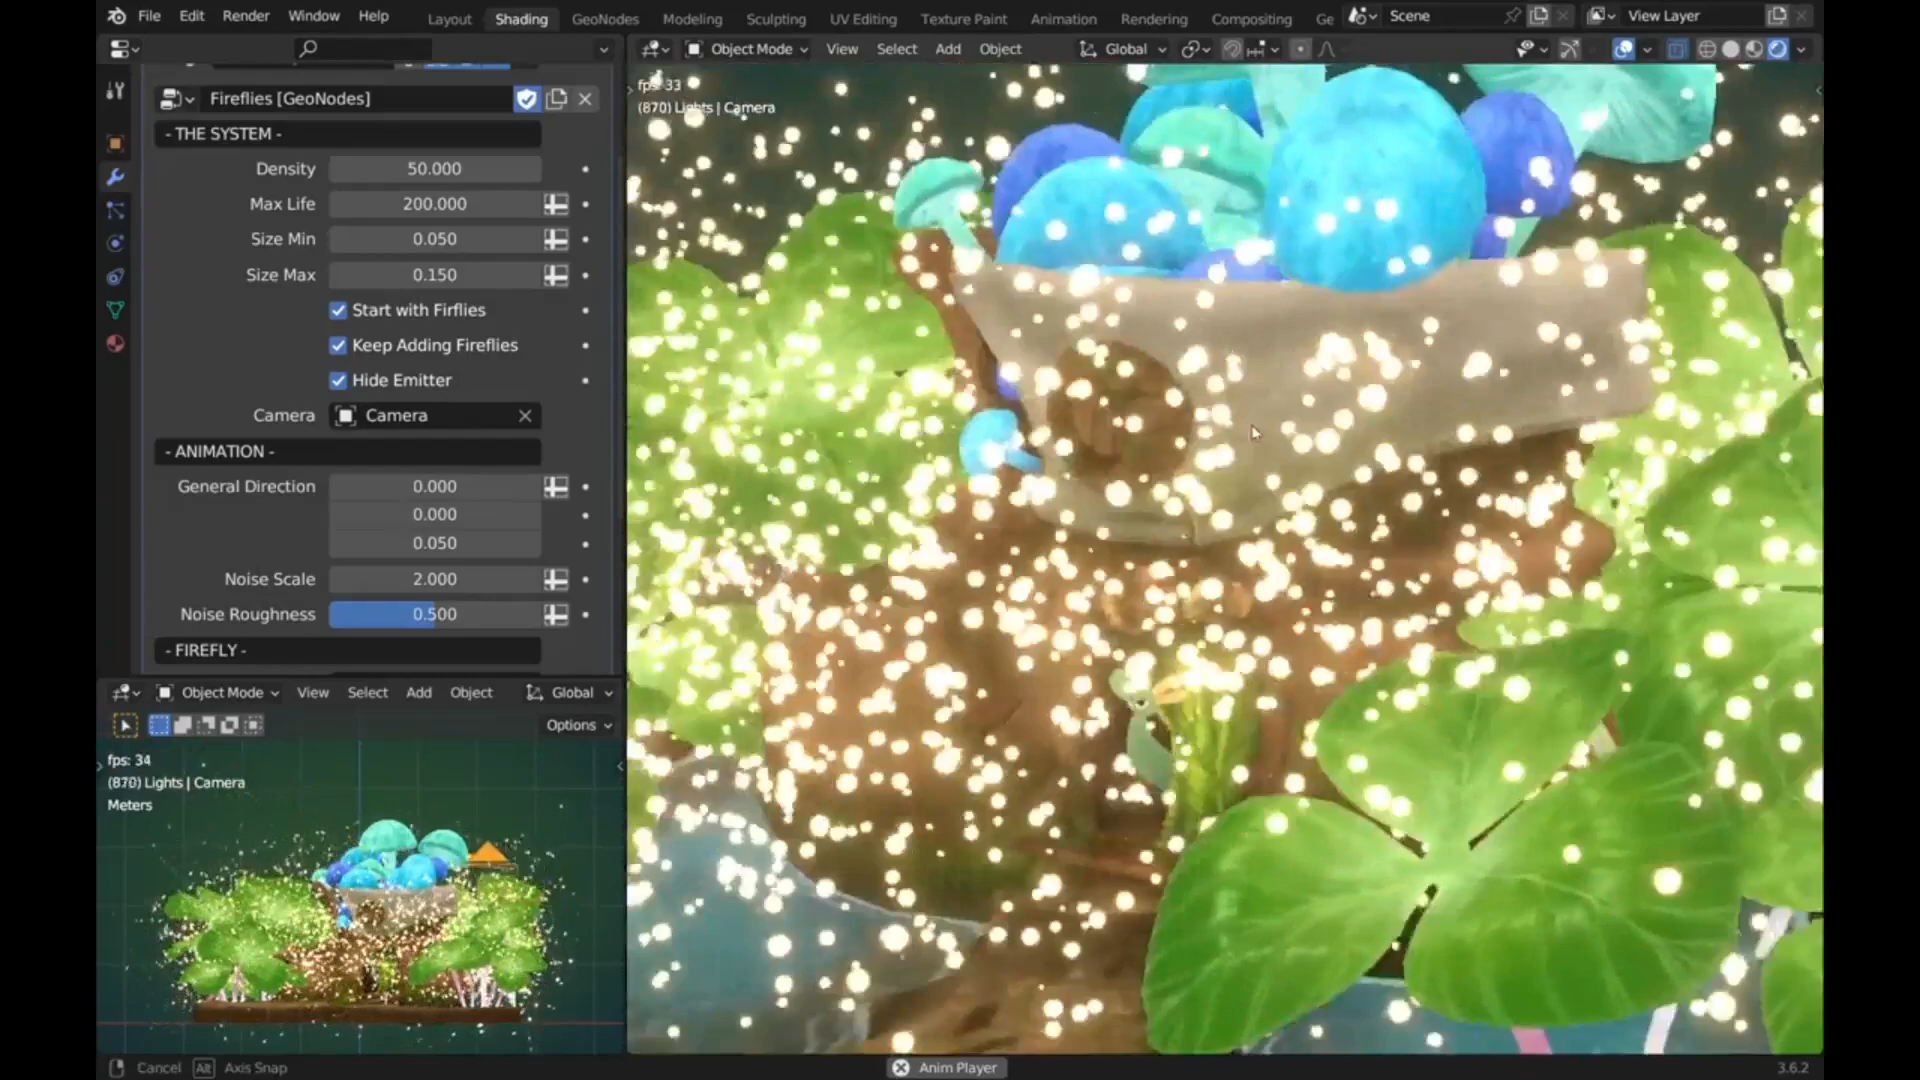 File Edit Render Window Help Layout Shading GeoNodes Modeling Sculpting UV Editing Texture Paint Animation Rendering Compositing Ge Scene View Layer
Object Mode View Select Add Object Global
Fireflies [GeoNodes]
- THE SYSTEM -
Density 50.000
Max Life 200.000
Size Min 0.050
Size Max 0.150
Start with Firflies
Keep Adding Fireflies
Hide Emitter
Camera Camera
- ANIMATION -
General Direction 0.000
0.000
0.050
Noise Scale 2.000
Noise Roughness 0.500
- FIREFLY -
fps: 33
(870) Lights | Camera
Object Mode View Select Add Object Global
Options
fps: 34
(870) Lights | Camera
Meters
Cancel Alt Axis Snap Anim Player 3.6.2